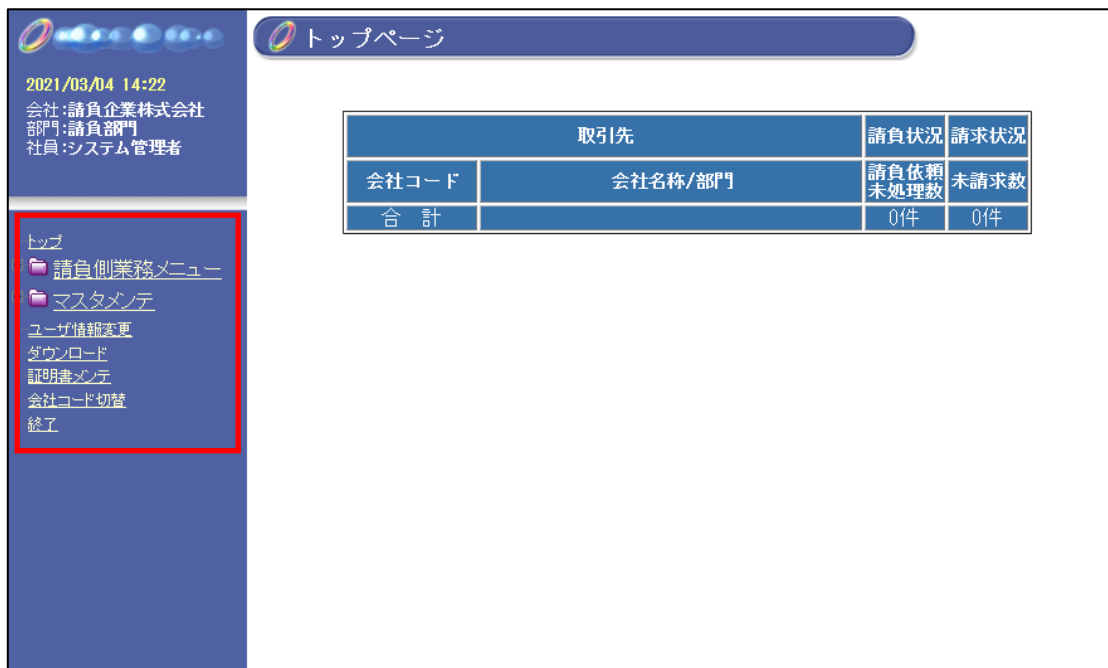 トップページ
2021/03/04 14:22
会社:請負企業株式会社
部門:請負部門
社員:システム管理者
取引先 請負状況 請求状況
会社コード 会社名称/部門 請負依頼未処理数 未請求数
合 計 0件 0件
トップ
請負側業務メニュー
マスタメンテ
ユーザ情報変更
ダウンロード
証明書メンテ
会社コード切替
終了